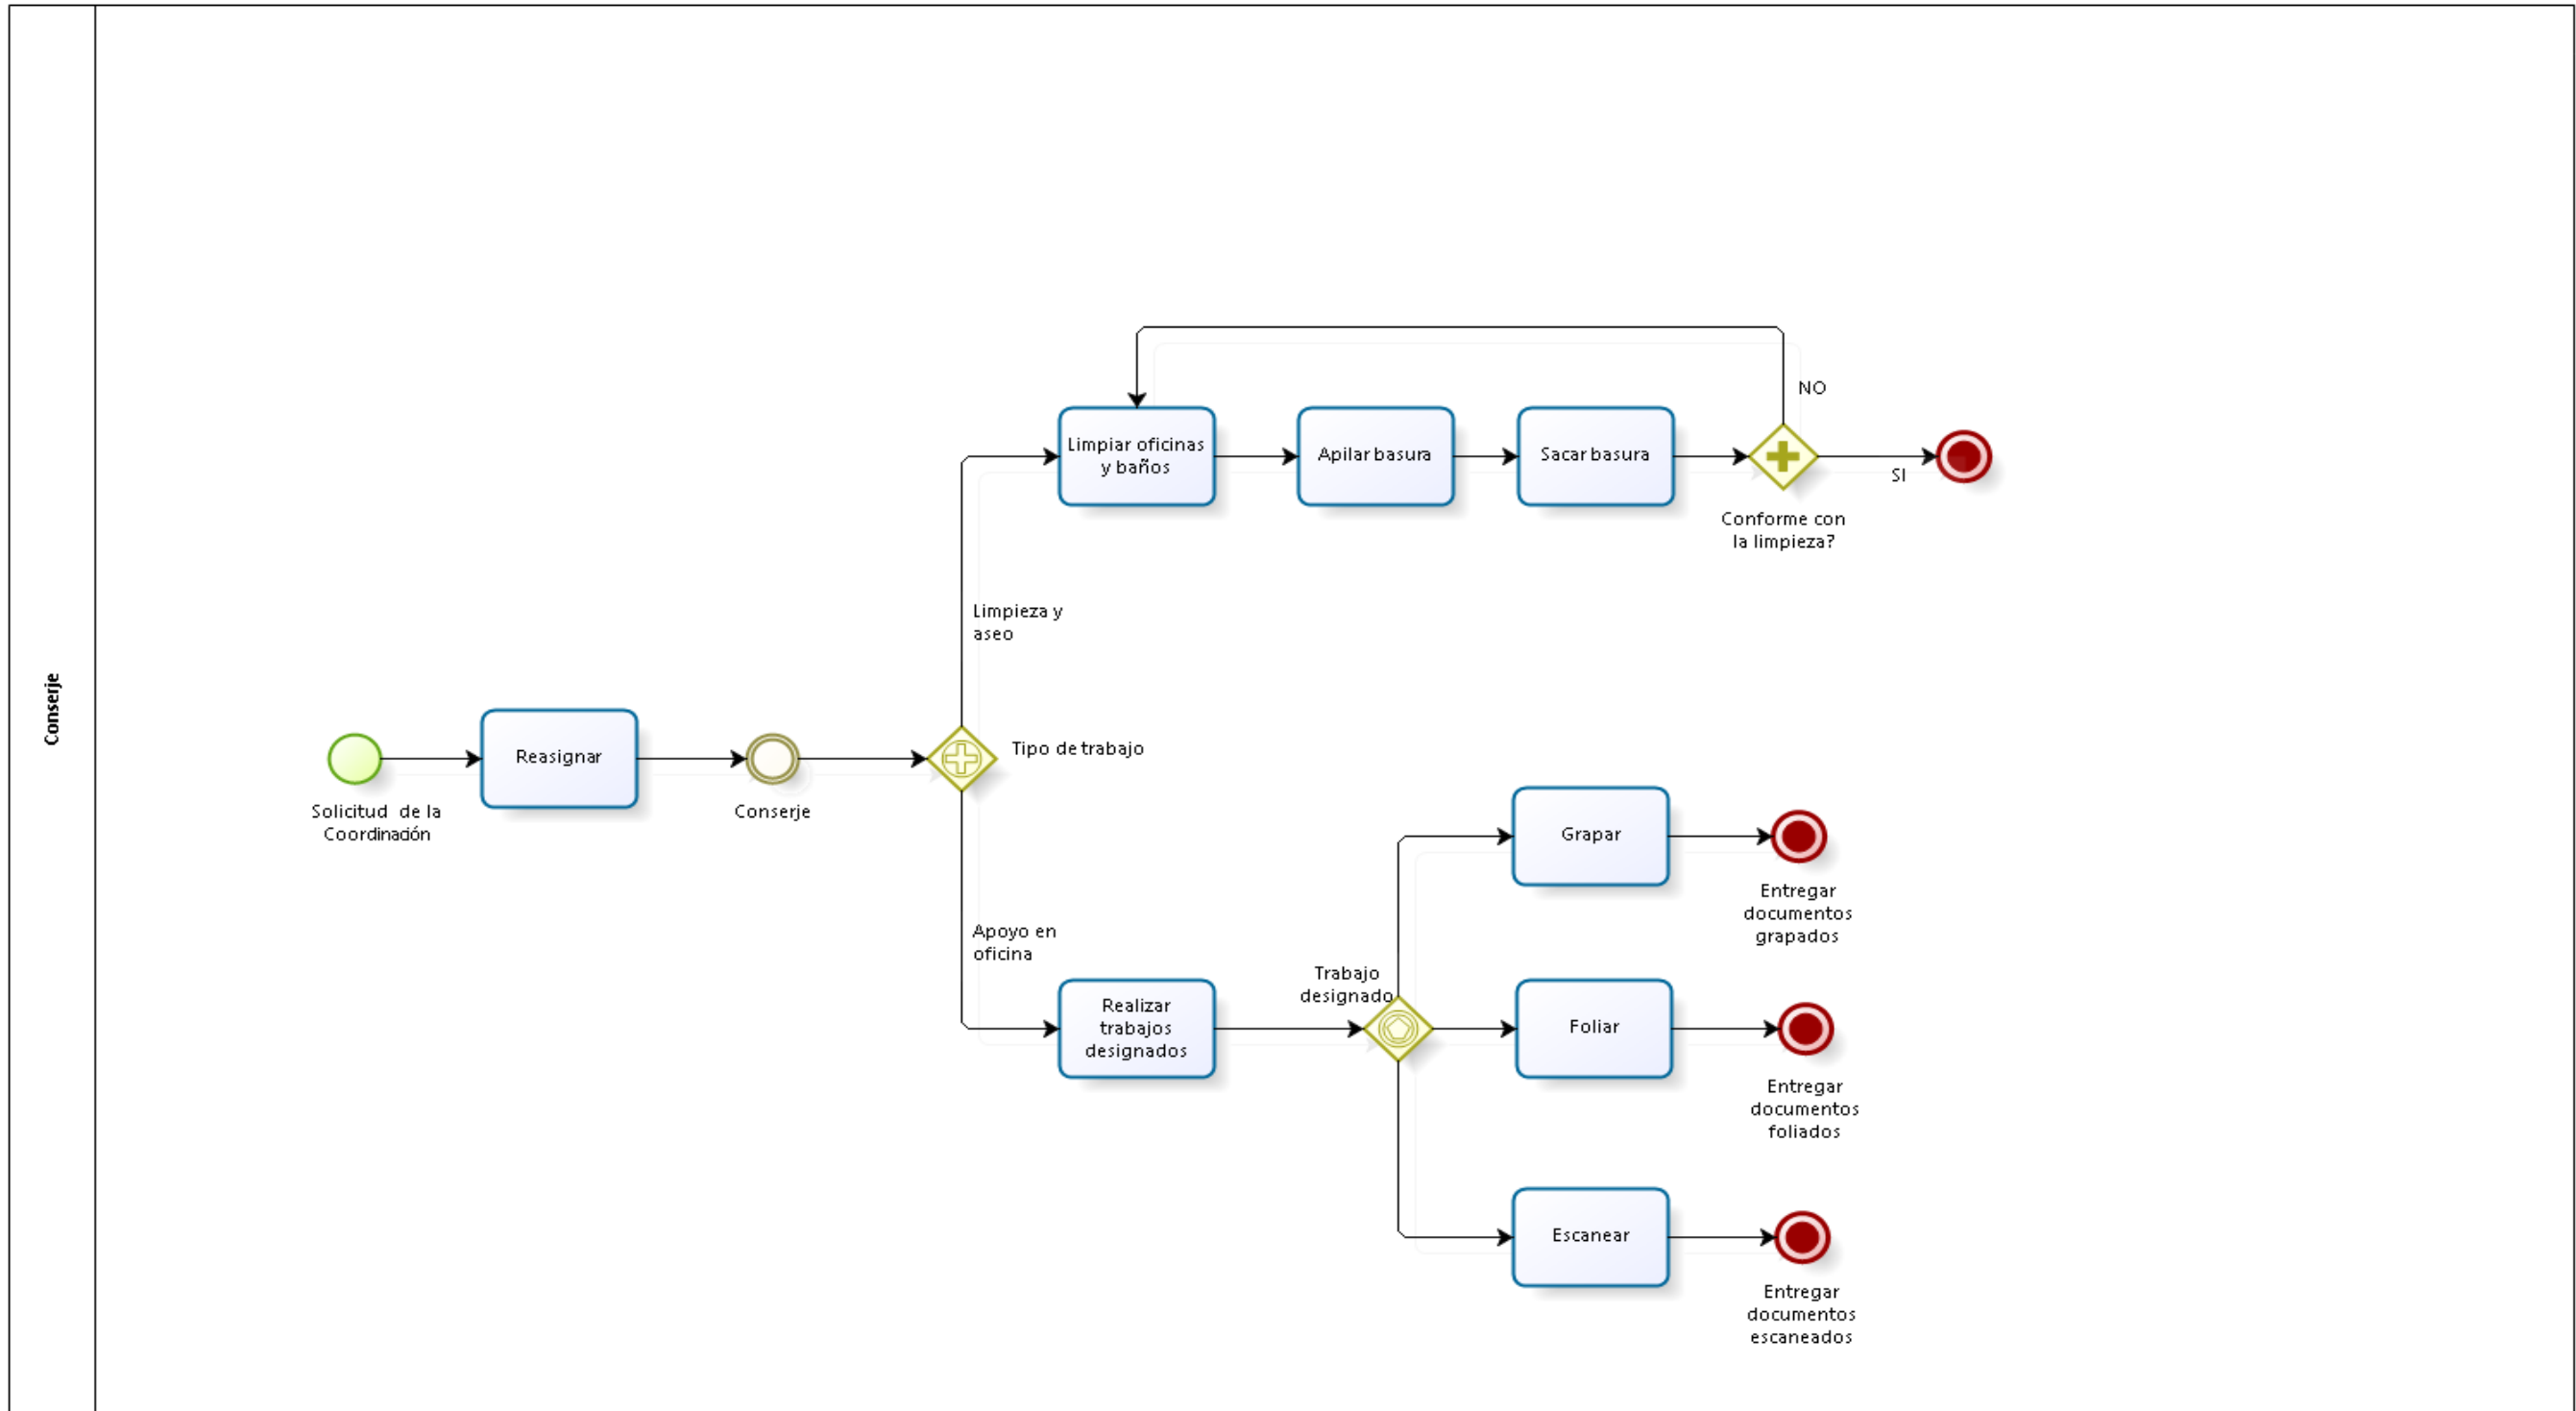 Conserje
Solicitud de la
Coordinación
Reasignar
Conserje
Tipo de trabajo
Limpieza y
aseo
Limpiar oficinas
y baños
Apilar basura
Sacar basura
NO
SI
Conforme con
la limpieza?
Apoyo en
oficina
Realizar
trabajos
designados
Trabajo
designado
Grapar
Entregar
documentos
grapados
Foliar
Entregar
documentos
foliados
Escanear
Entregar
documentos
escaneados